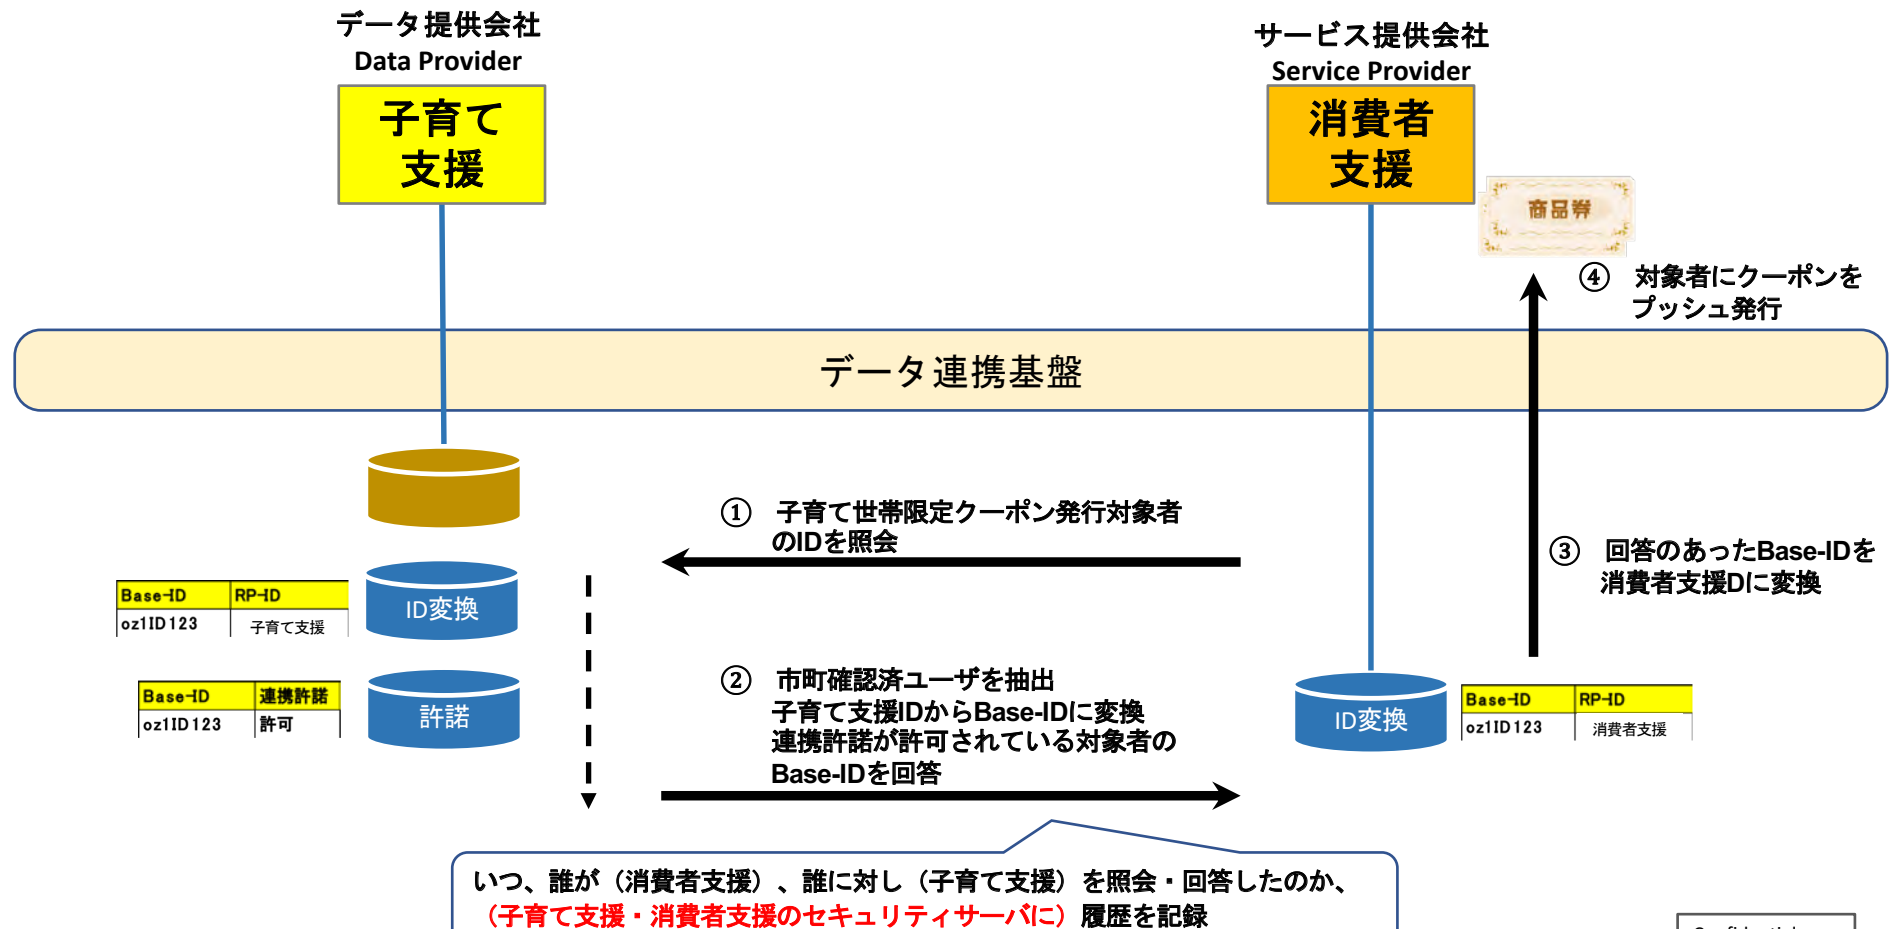 データ提供会社
Data Provider
子育て
支援
サービス提供会社
Service Provider
消費者
支援
商品券
④ 対象者にクーポンを
プッシュ発行
データ連携基盤
① 子育て世帯限定クーポン発行対象者
のIDを照会
③ 回答のあったBase-IDを
消費者支援Dに変換
Base-ID RP-ID
oz1ID123 子育て支援
ID変換
② 市町確認済ユーザを抽出
子育て支援IDからBase-IDに変換
連携許諾が許可されている対象者の
Base-IDを回答
Base-ID 連携許諾
oz1ID123 許可
許諾
ID変換
Base-ID RP-ID
oz1ID123 消費者支援
いつ、誰が（消費者支援）、誰に対し（子育て支援）を照会・回答したのか、
（子育て支援・消費者支援のセキュリティサーバに）履歴を記録